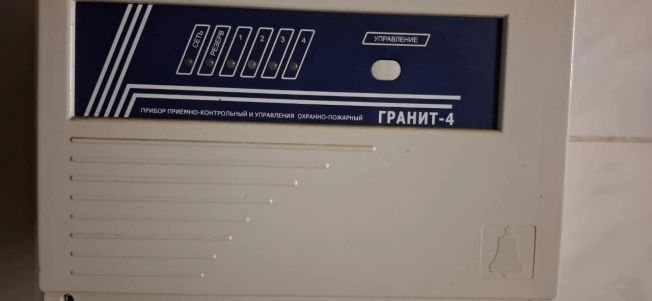 СЕТЬ РЕЗЕРВ 1 2 3 4
УПРАВЛЕНИЕ
ПРИБОР ПРИЕМНО-КОНТРОЛЬНЫЙ И УПРАВЛЕНИЯ ОХРАННО-ПОЖАРНЫЙ ГРАНИТ-4